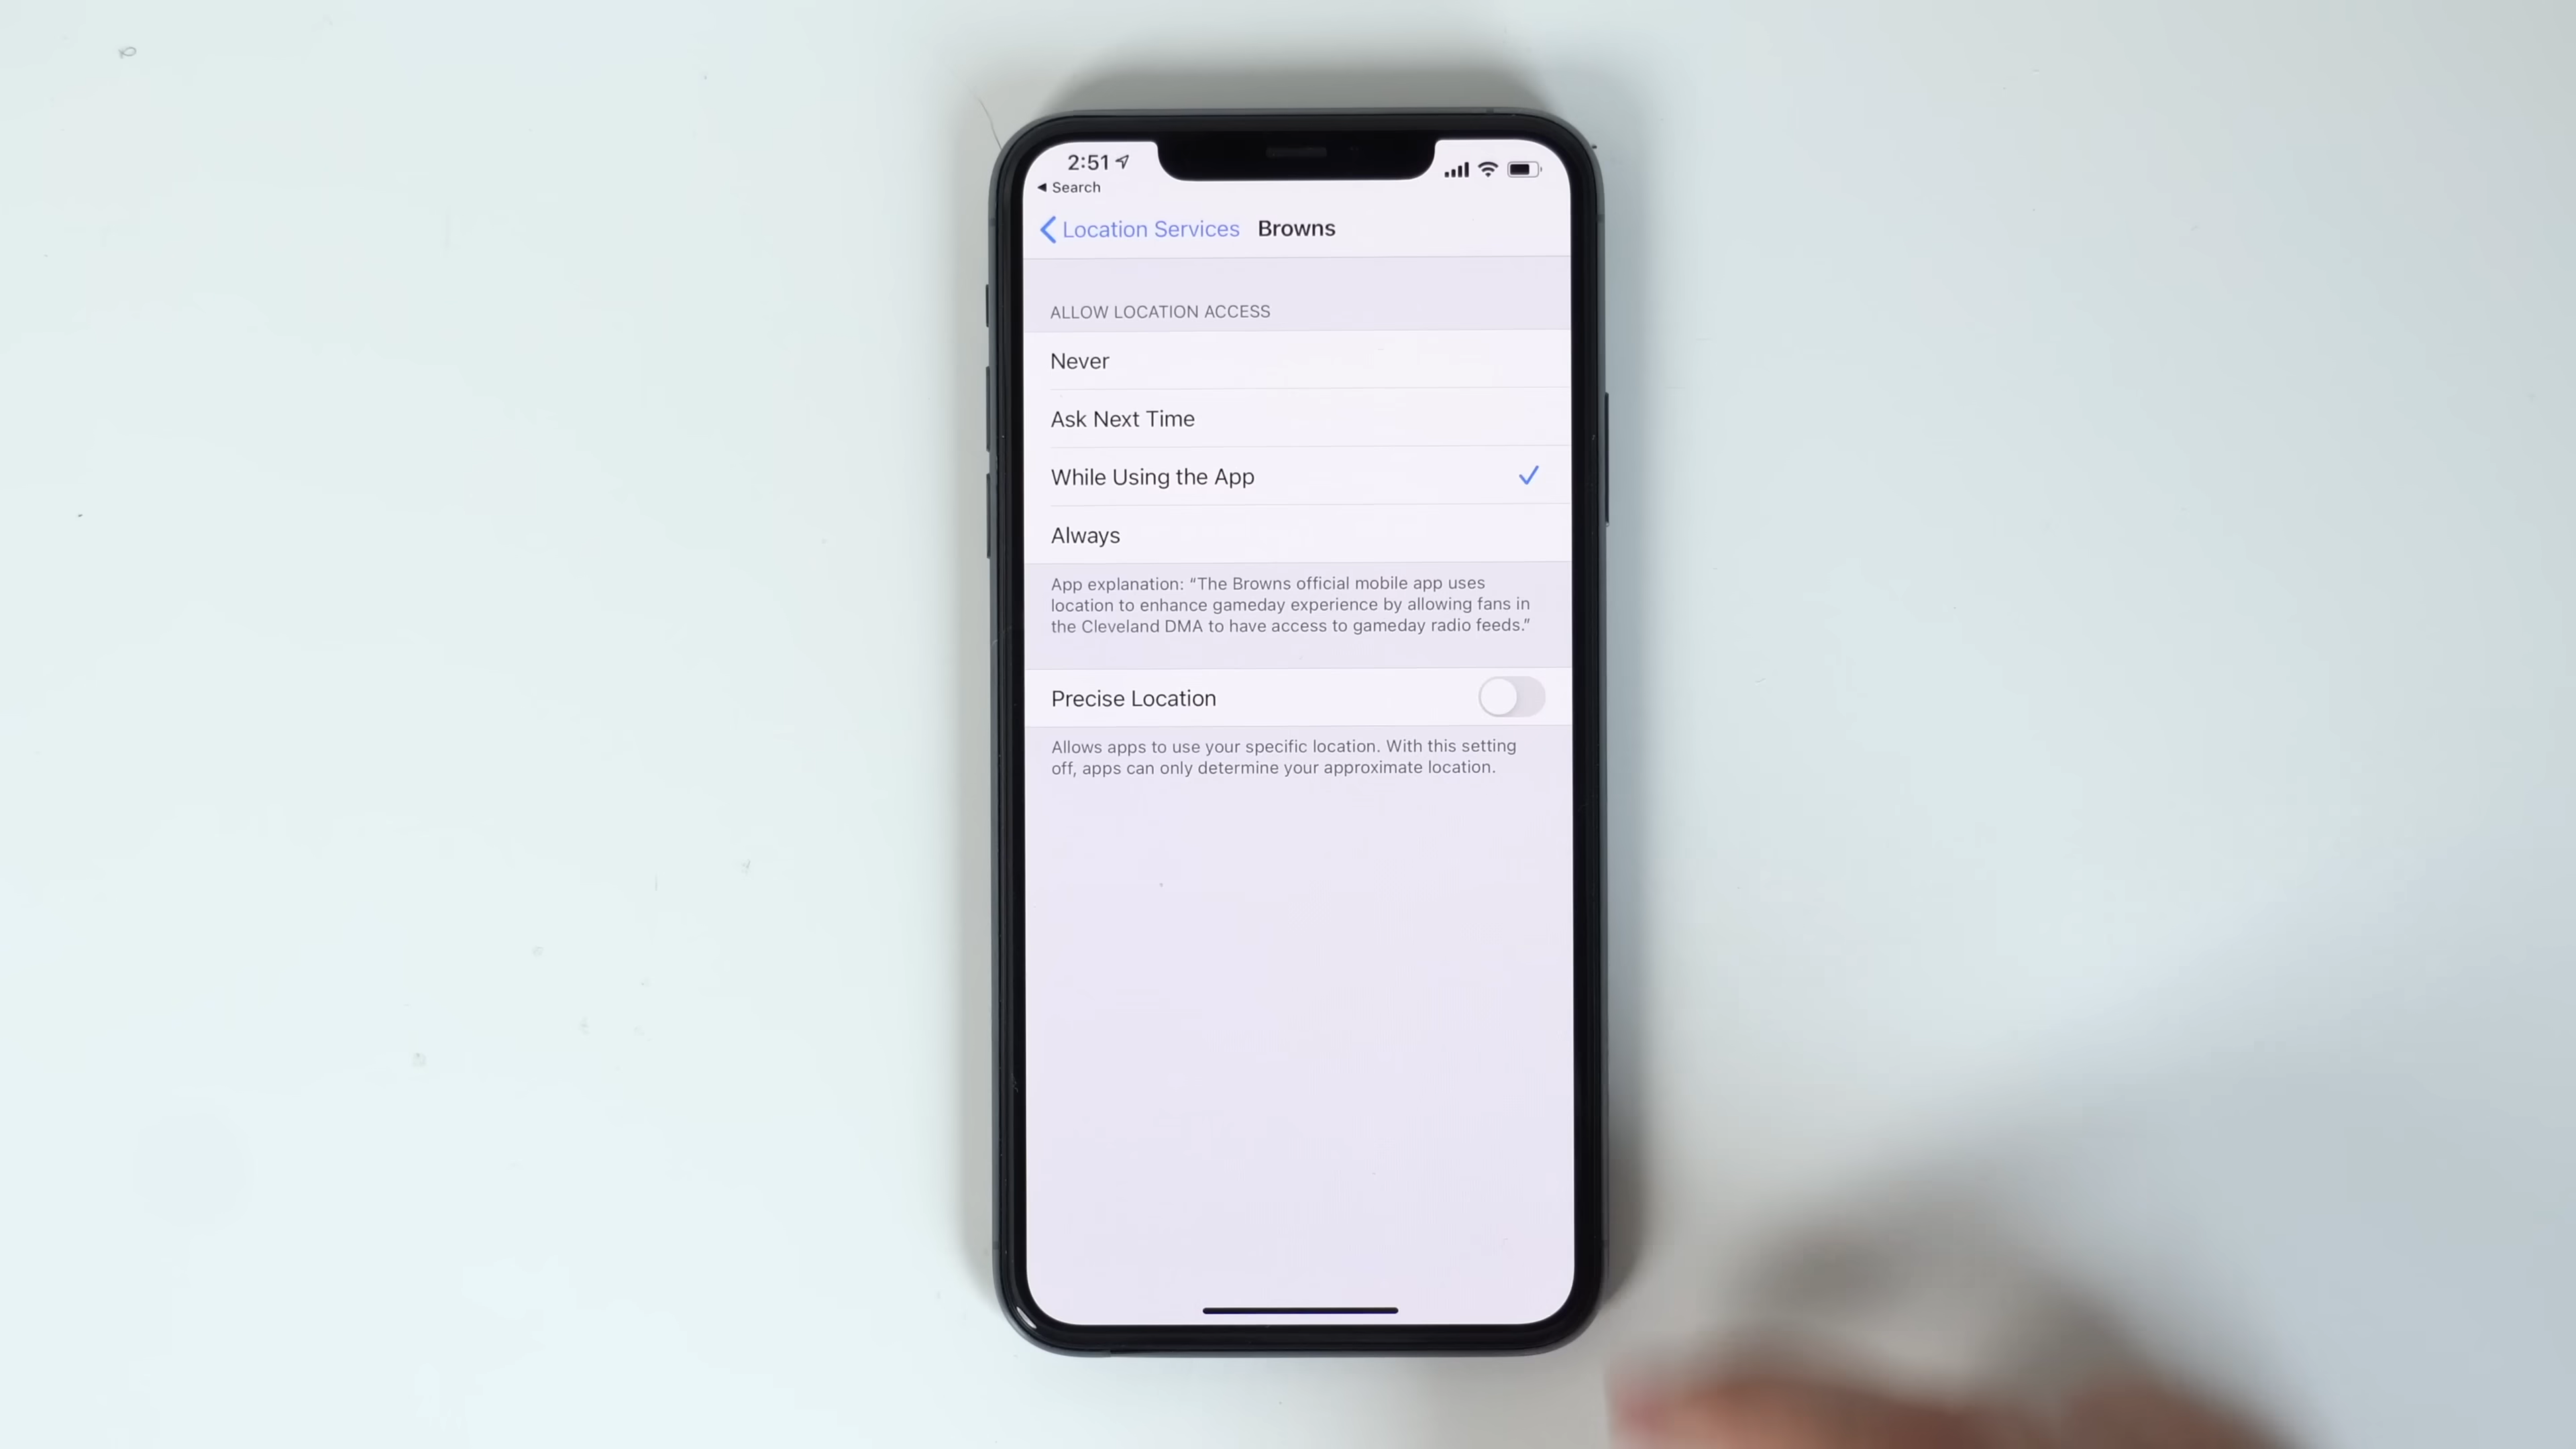 2:51
Search
Location Services Browns
ALLOW LOCATION ACCESS
Never
Ask Next Time
While Using the App
Always
App explanation: “The Browns official mobile app uses
location to enhance gameday experience by allowing fans in
the Cleveland DMA to have access to gameday radio feeds.”
Precise Location
Allows apps to use your specific location. With this setting
off, apps can only determine your approximate location.